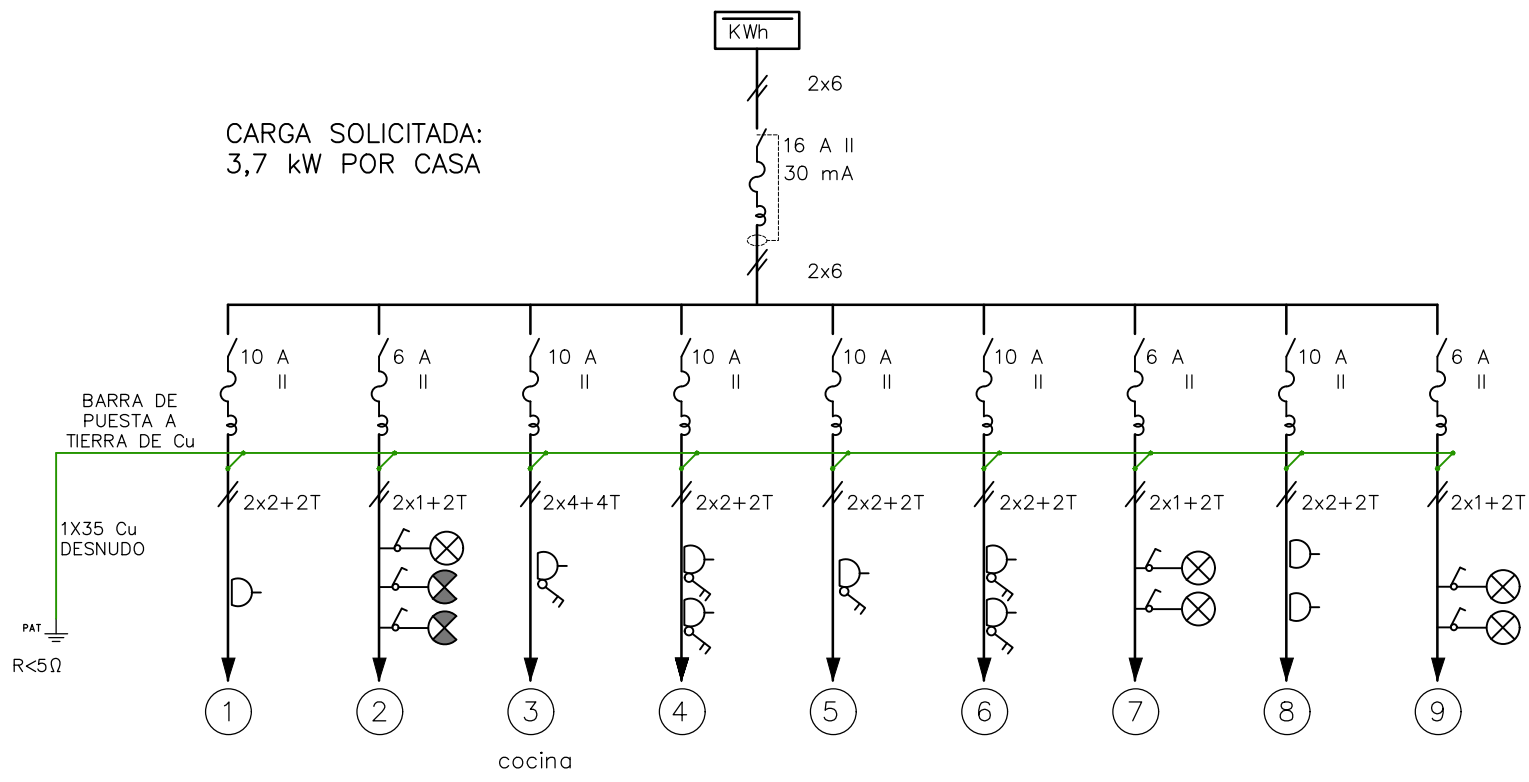 KWh
2x6
CARGA SOLICITADA:
3,7 kW POR CASA
16 A II
30 mA
2x6
10 A
II
6 A
II
10 A
II
10 A
II
10 A
II
10 A
II
6 A
II
10 A
II
6 A
II
BARRA DE
PUESTA A
TIERRA DE Cu
2x2+2T
2x1+2T
2x4+4T
2x2+2T
2x2+2T
2x2+2T
2x1+2T
2x2+2T
2x1+2T
1X35 Cu
DESNUDO
PAT
R<5Ω
1
2
3
4
5
6
7
8
9
cocina